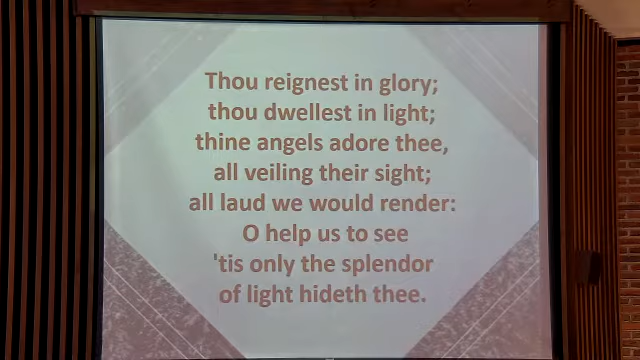 Thou reignest in glory;
thou dwellest in light;
thine angels adore thee,
all veiling their sight;
all laud we would render:
O help us to see
'tis only the splendor
of light hideth thee.